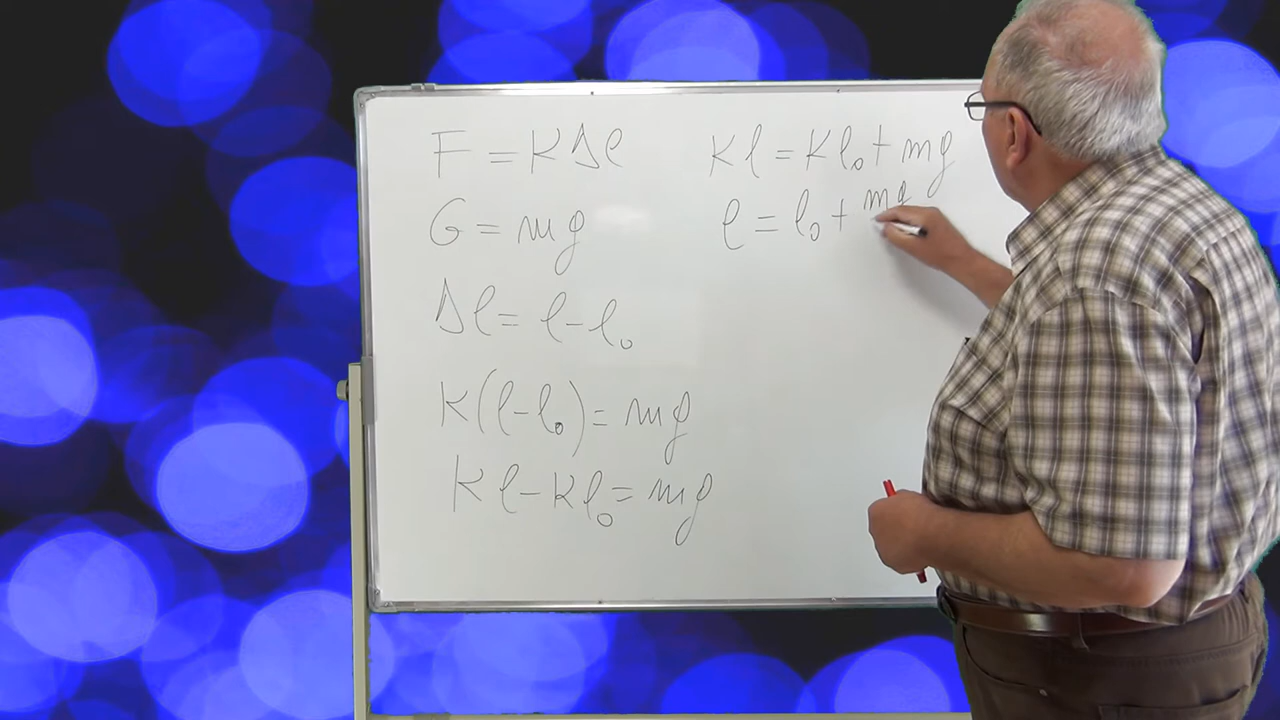 F = KΔl
G = mg
Δl = l - l₀
K(l - l₀) = mg
Kl - Kl₀ = mg
Kl = Kl₀ + mg
l = l₀ + mg